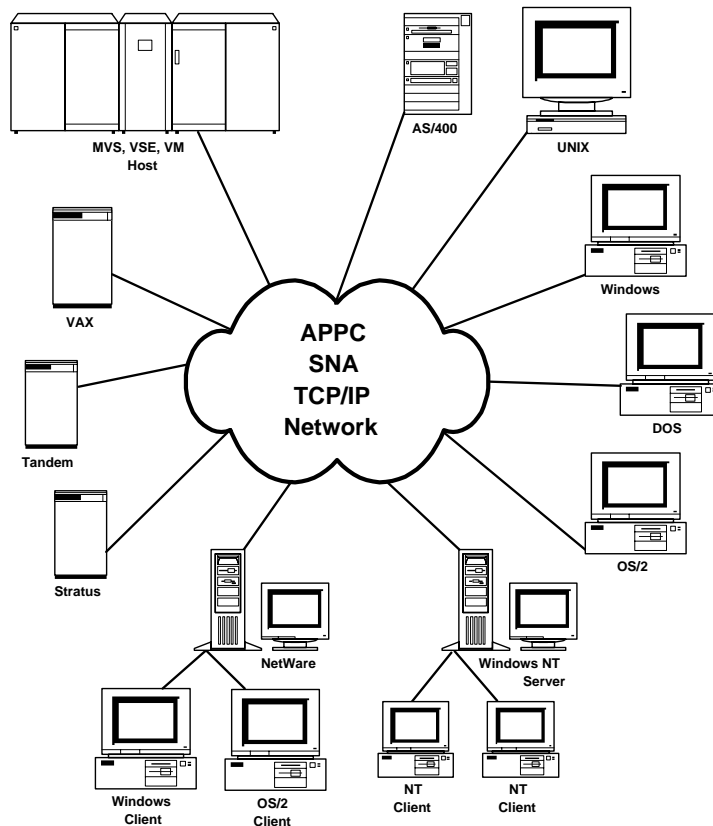 MVS, VSE, VM
Host
AS/400
UNIX
VAX
Windows
APPC
SNA
TCP/IP
Network
Tandem
DOS
Stratus
OS/2
NetWare
Windows NT
Server
Windows
Client
OS/2
Client
NT
Client
NT
Client